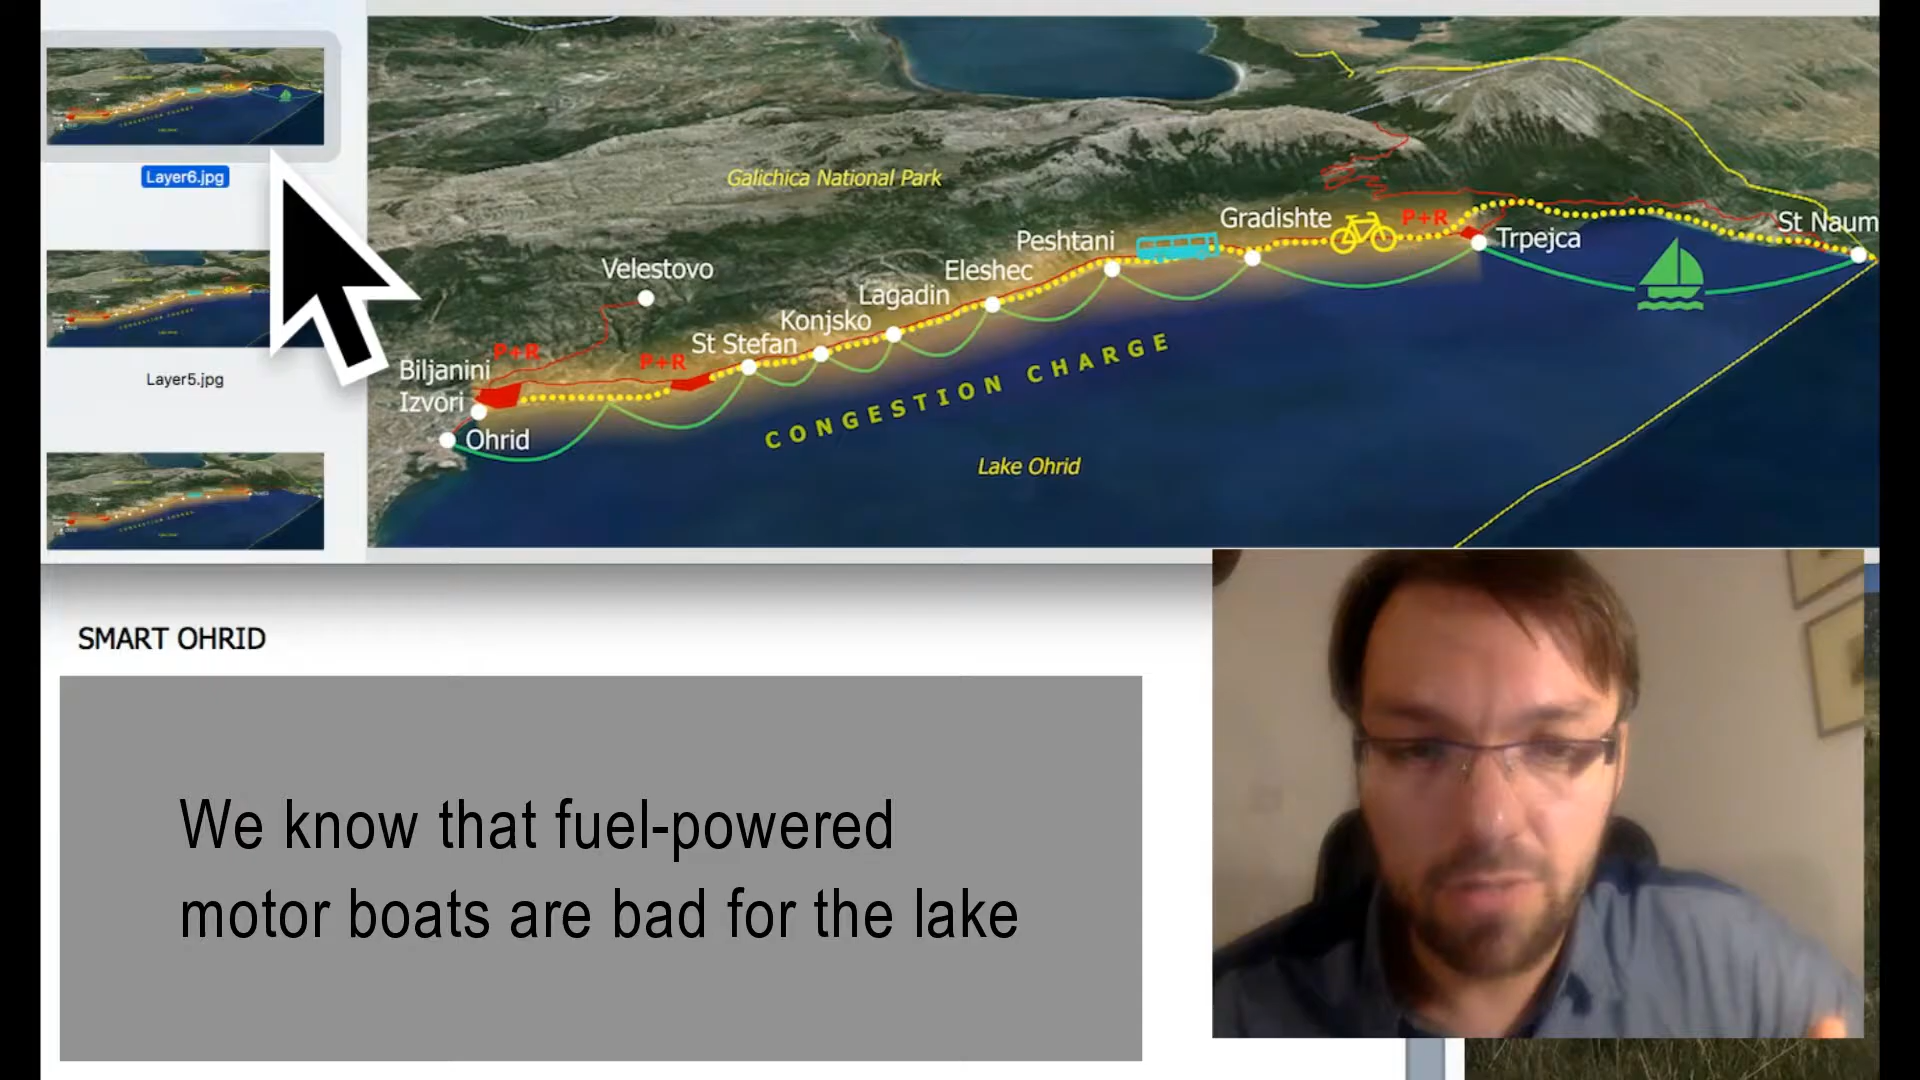 Layer6.jpg
Layer5.jpg
Galichica National Park
Velestovo
Biljanini
Izvori
P+R
Ohrid
P+R
St Stefan
Konjsko
Lagadin
Eleshec
Peshtani
Gradishte
P+R
Trpejca
St Naum
CONGESTION CHARGE
Lake Ohrid
SMART OHRID
We know that fuel-powered
motor boats are bad for the lake